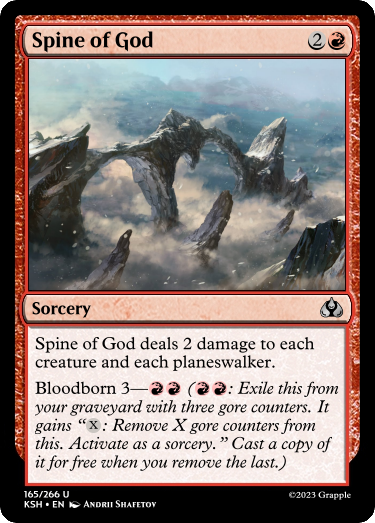 Spine of God 2
Sorcery
Spine of God deals 2 damage to each
creature and each planeswalker.
Bloodborn 3— (: Exile this from
your graveyard with three gore counters. It
gains “X: Remove X gore counters from
this. Activate as a sorcery.” Cast a copy of
it for free when you remove the last.)
165/266 U
KSH • EN Andrii Shafetov
©2023 Grapple